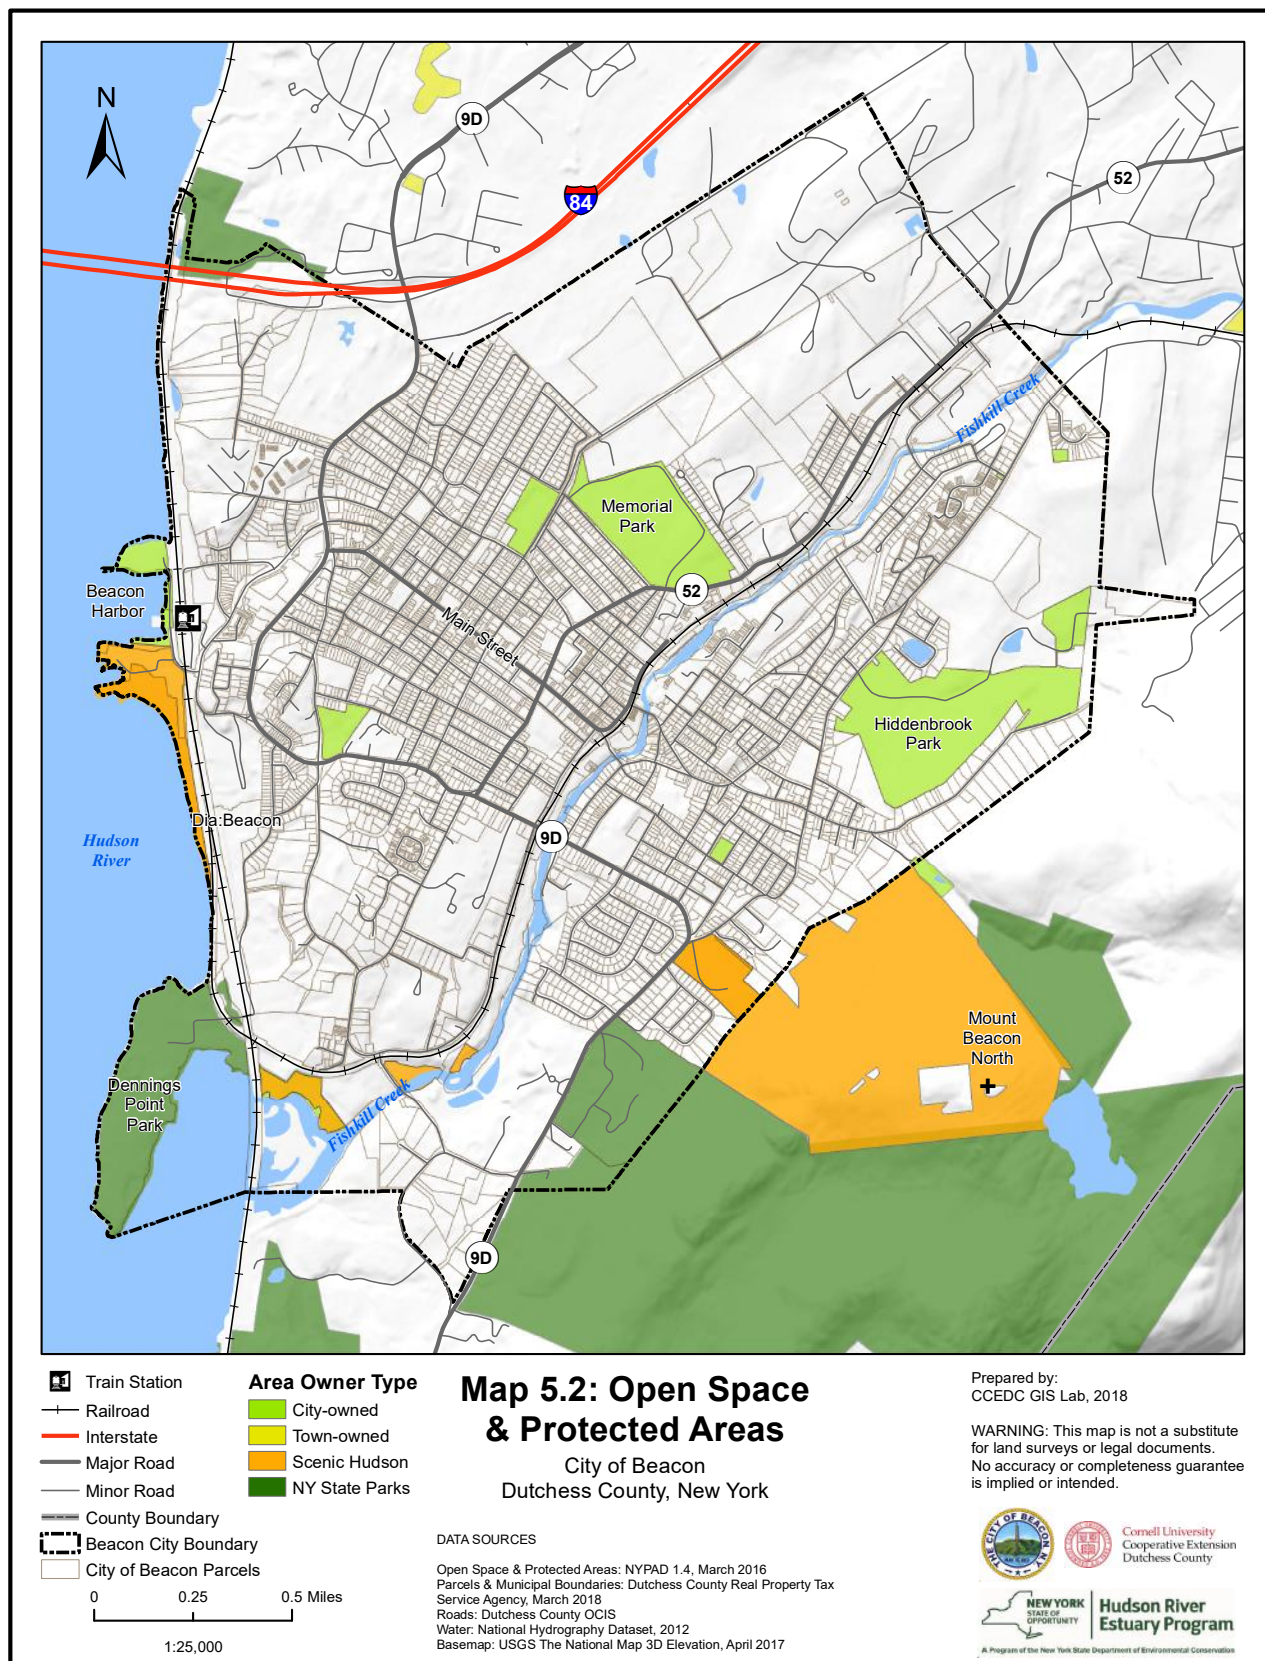 N
9D
84
52
Fishkill Creek
Memorial
Park
52
Beacon
Harbor
Main Street
Hiddenbrook
Park
Dia:Beacon
9D
Hudson
River
Mount
Beacon
North
Dennings
Point
Park
Fishkill Creek
9D
Train Station
Railroad
Interstate
Major Road
Minor Road
County Boundary
Beacon City Boundary
City of Beacon Parcels
0 0.25 0.5 Miles
1:25,000
Area Owner Type
City-owned
Town-owned
Scenic Hudson
NY State Parks
Map 5.2: Open Space
& Protected Areas
City of Beacon
Dutchess County, New York
DATA SOURCES
Open Space & Protected Areas: NYPAD 1.4, March 2016
Parcels & Municipal Boundaries: Dutchess County Real Property Tax
Service Agency, March 2018
Roads: Dutchess County OCIS
Water: National Hydrography Dataset, 2012
Basemap: USGS The National Map 3D Elevation, April 2017
Prepared by:
CCEDC GIS Lab, 2018
WARNING: This map is not a substitute
for land surveys or legal documents.
No accuracy or completeness guarantee
is implied or intended.
THE CITY OF BEACON, N.Y.
Cornell University
Cooperative Extension
Dutchess County
NEW YORK
STATE OF
OPPORTUNITY
Hudson River
Estuary Program
A Program of the New York State Department of Environmental Conservation